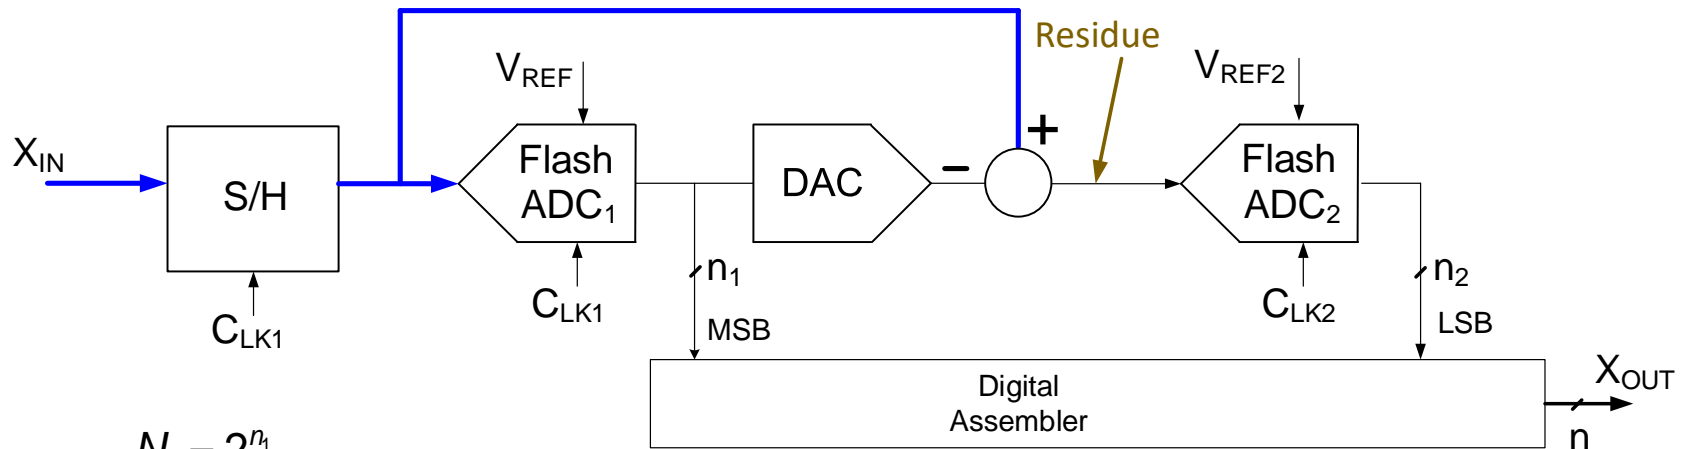 Residue
V_REF
V_REF2
X_IN
S/H
Flash
ADC_1
DAC
−
+
Flash
ADC_2
C_LK1
C_LK1
n_1
MSB
C_LK2
n_2
LSB
Digital
Assembler
X_OUT
n